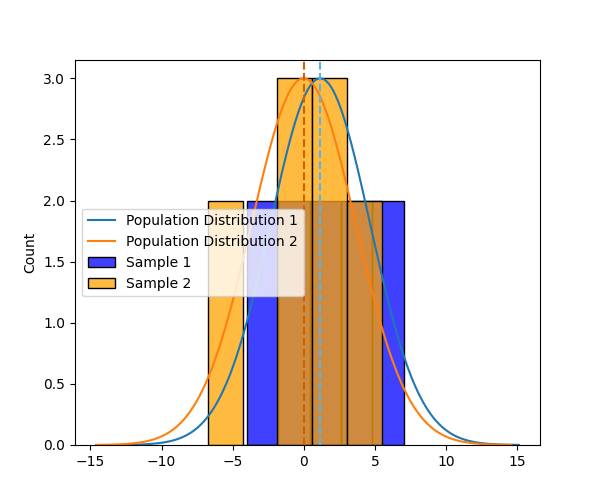 3.0
2.5
2.0
1.5
1.0
0.5
0.0
Count
Population Distribution 1
Population Distribution 2
Sample 1
Sample 2
−15 −10 −5 0 5 10 15